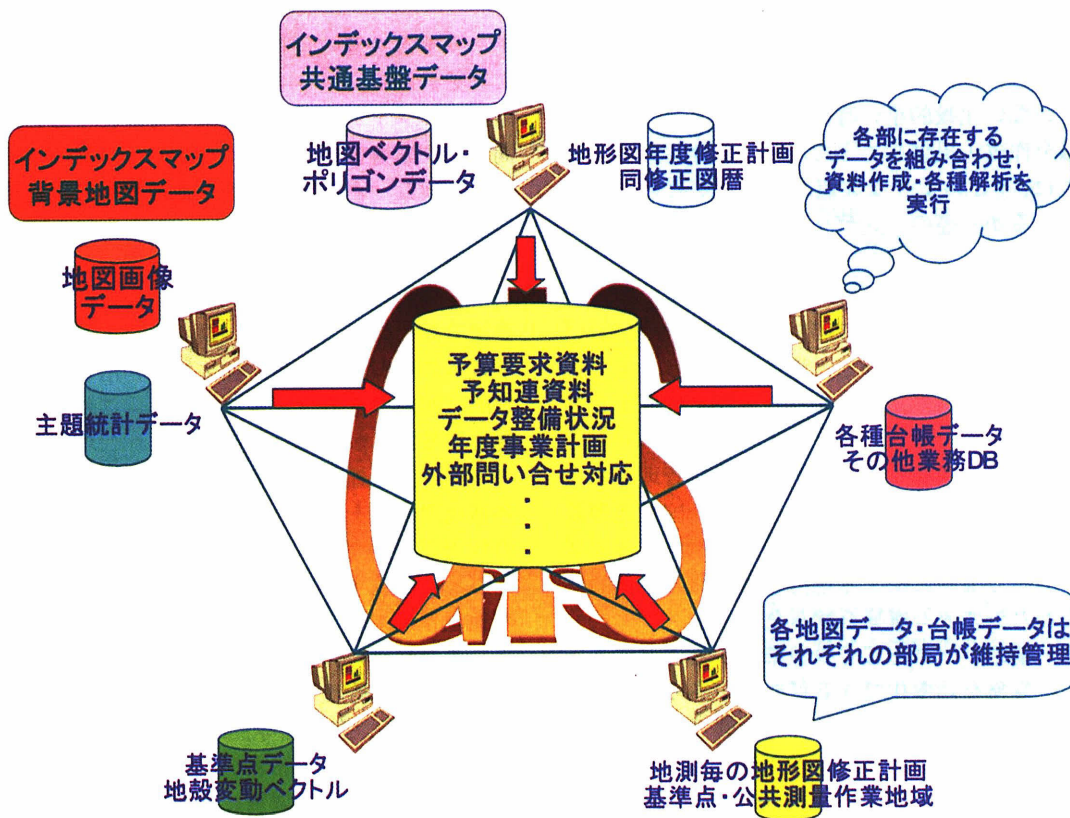 インデックスマップ
共通基盤データ
インデックスマップ
背景地図データ
地図ベクトル・
ポリゴンデータ
地形図年度修正計画
同修正図暦
各部に存在する
データを組み合わせ,
資料作成・各種解析を
実行
地図画像
データ
主題統計データ
予算要求資料
予知連資料
データ整備状況
年度事業計画
外部問い合せ対応
・
・
・
各種台帳データ
その他業務DB
GIS
各地図データ・台帳データは
それぞれの部局が維持管理
基準点データ
地殻変動ベクトル
地測毎の地形図修正計画
基準点・公共測量作業地域